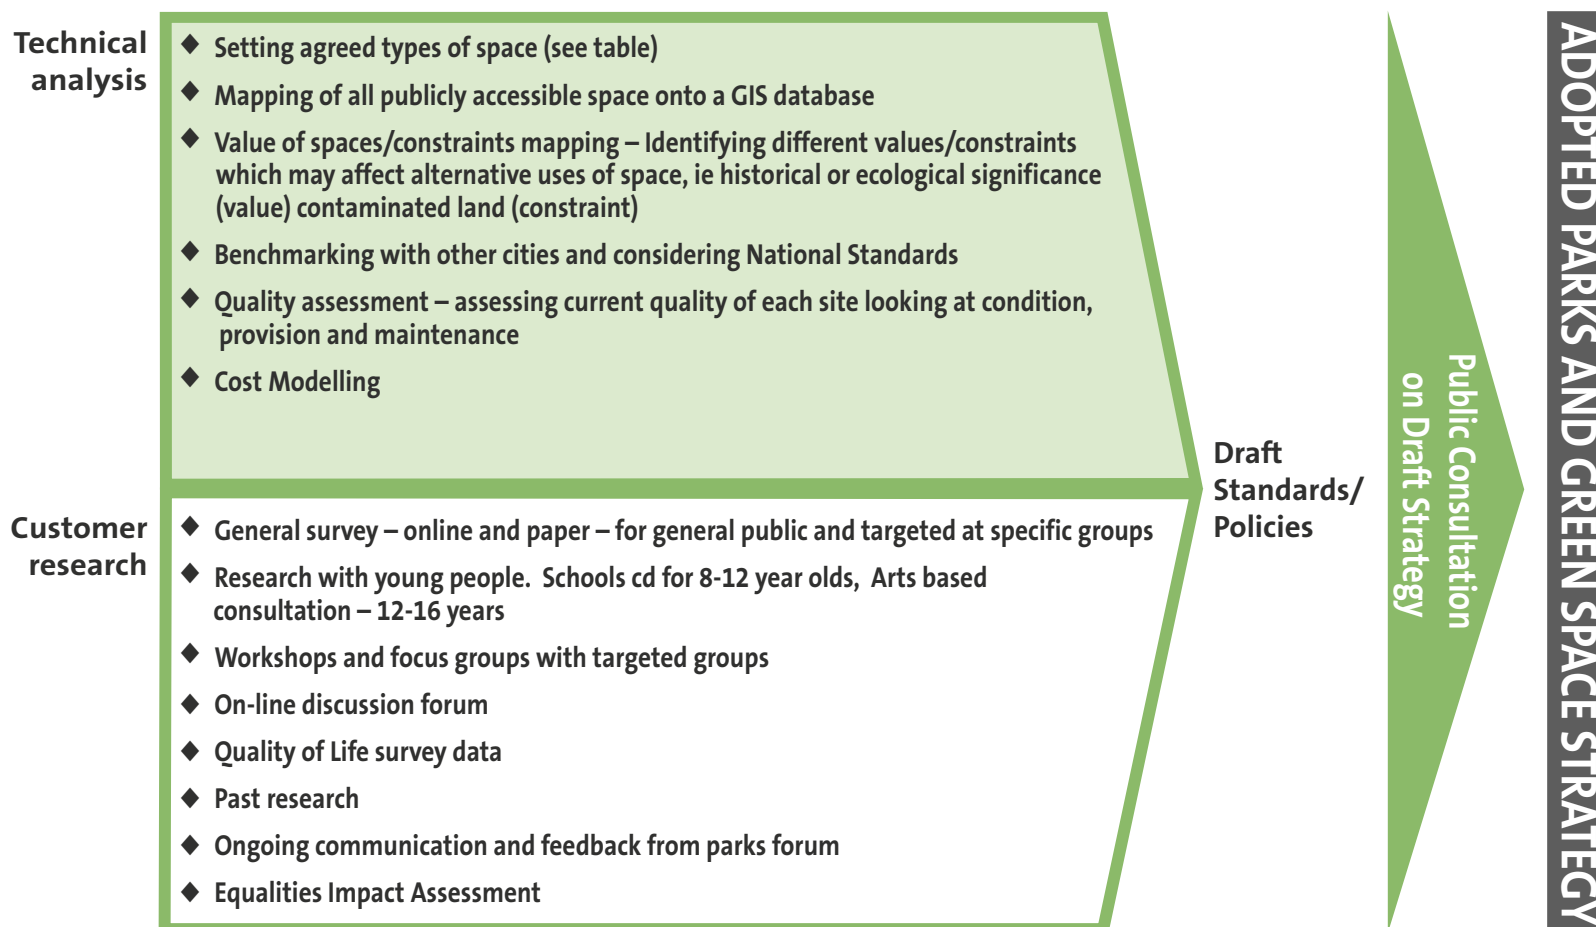 Technical
analysis
◆ Setting agreed types of space (see table)
◆ Mapping of all publicly accessible space onto a GIS database
◆ Value of spaces/constraints mapping – Identifying different values/constraints
which may affect alternative uses of space, ie historical or ecological significance
(value) contaminated land (constraint)
◆ Benchmarking with other cities and considering National Standards
◆ Quality assessment – assessing current quality of each site looking at condition,
provision and maintenance
◆ Cost Modelling
Customer
research
◆ General survey – online and paper – for general public and targeted at specific groups
◆ Research with young people.  Schools cd for 8-12 year olds,  Arts based
consultation – 12-16 years
◆ Workshops and focus groups with targeted groups
◆ On-line discussion forum
◆ Quality of Life survey data
◆ Past research
◆ Ongoing communication and feedback from parks forum
◆ Equalities Impact Assessment
Draft
Standards/
Policies
Public Consultation
on Draft Strategy
ADOPTED PARKS AND GREEN SPACE STRATEGY